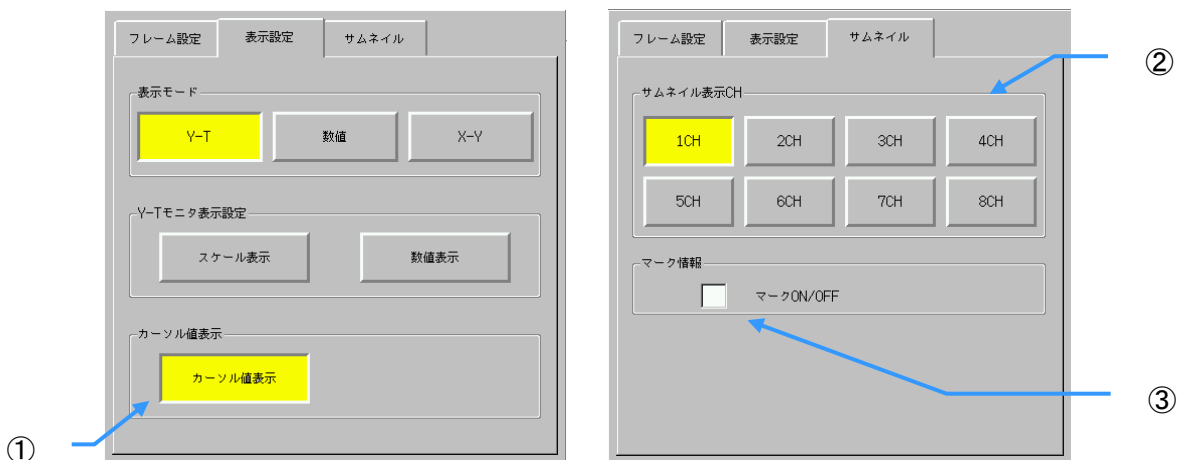 フレーム設定 表示設定 サムネイル
表示モード
Y-T 数値 X-Y
Y-Tモニタ表示設定
スケール表示 数値表示
カーソル値表示
カーソル値表示
①
フレーム設定 表示設定 サムネイル
②
サムネイル表示CH
1CH 2CH 3CH 4CH
5CH 6CH 7CH 8CH
マーク情報
マークON/OFF
③